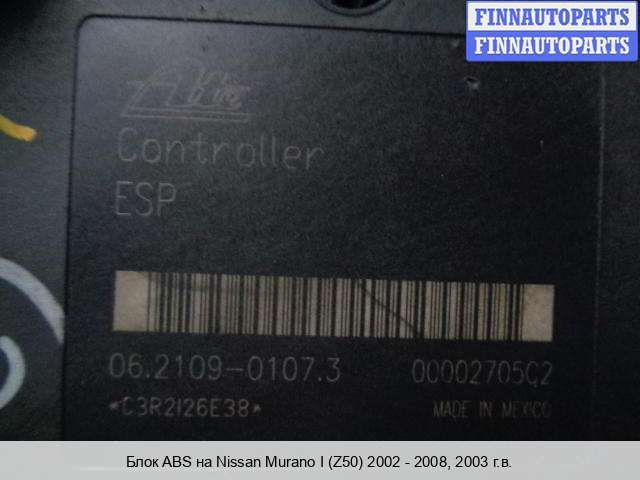 FINNAUTOPARTS
FINNAUTOPARTS
Ate
Controller
ESP
06.2109-0107.3 00002705C2
*C3R2126E38* MADE IN MEXICO
Блок ABS на Nissan Murano I (Z50) 2002 - 2008, 2003 г.в.